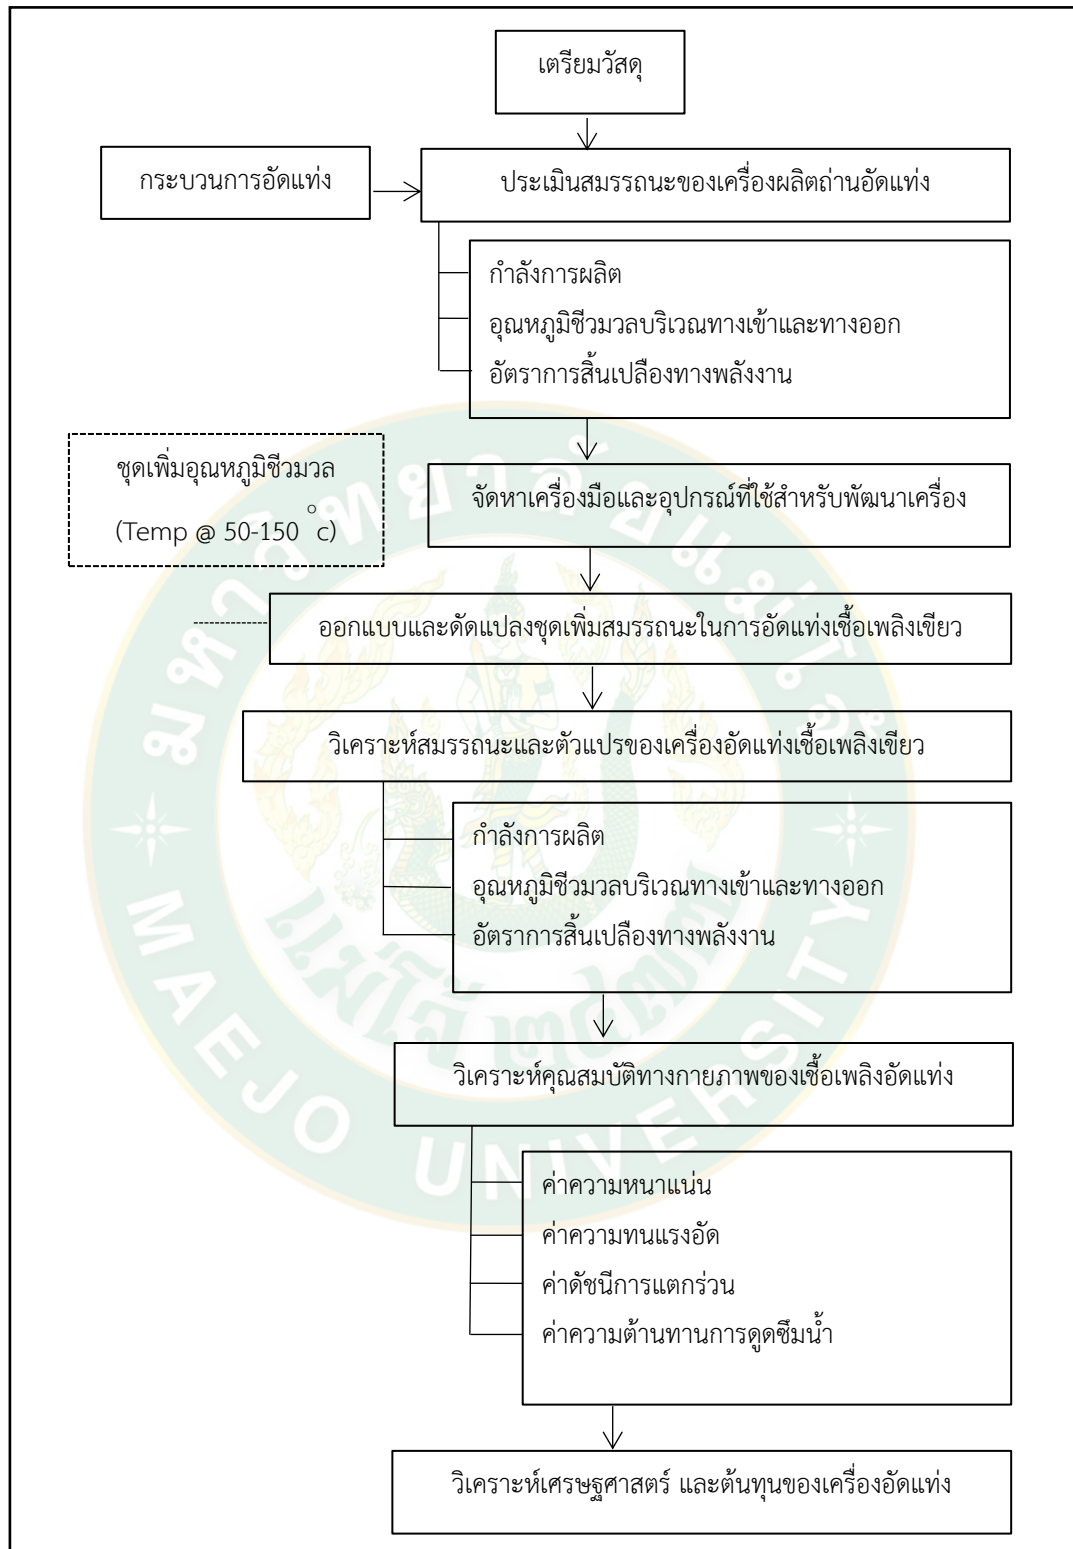 เตรียมวัสดุ
กระบวนการอัดแท่ง
ประเมินสมรรถนะของเครื่องผลิตถ่านอัดแท่ง
กำลังการผลิต
อุณหภูมิชีวมวลบริเวณทางเข้าและทางออก
อัตราการสิ้นเปลืองทางพลังงาน
ชุดเพิ่มอุณหภูมิชีวมวล
(Temp @ 50-150 °c)
จัดหาเครื่องมือและอุปกรณ์ที่ใช้สำหรับพัฒนาเครื่อง
ออกแบบและดัดแปลงชุดเพิ่มสมรรถนะในการอัดแท่งเชื้อเพลิงเขียว
วิเคราะห์สมรรถนะและตัวแปรของเครื่องอัดแท่งเชื้อเพลิงเขียว
กำลังการผลิต
อุณหภูมิชีวมวลบริเวณทางเข้าและทางออก
อัตราการสิ้นเปลืองทางพลังงาน
วิเคราะห์คุณสมบัติทางกายภาพของเชื้อเพลิงอัดแท่ง
ค่าความหนาแน่น
ค่าความทนแรงอัด
ค่าดัชนีการแตกร่วน
ค่าความต้านทานการดูดซึมน้ำ
วิเคราะห์เศรษฐศาสตร์ และต้นทุนของเครื่องอัดแท่ง
มหาวิทยาลัยแม่โจ้
แม่โจ้ ๒๔๗๗
MAEJO UNIVERSITY